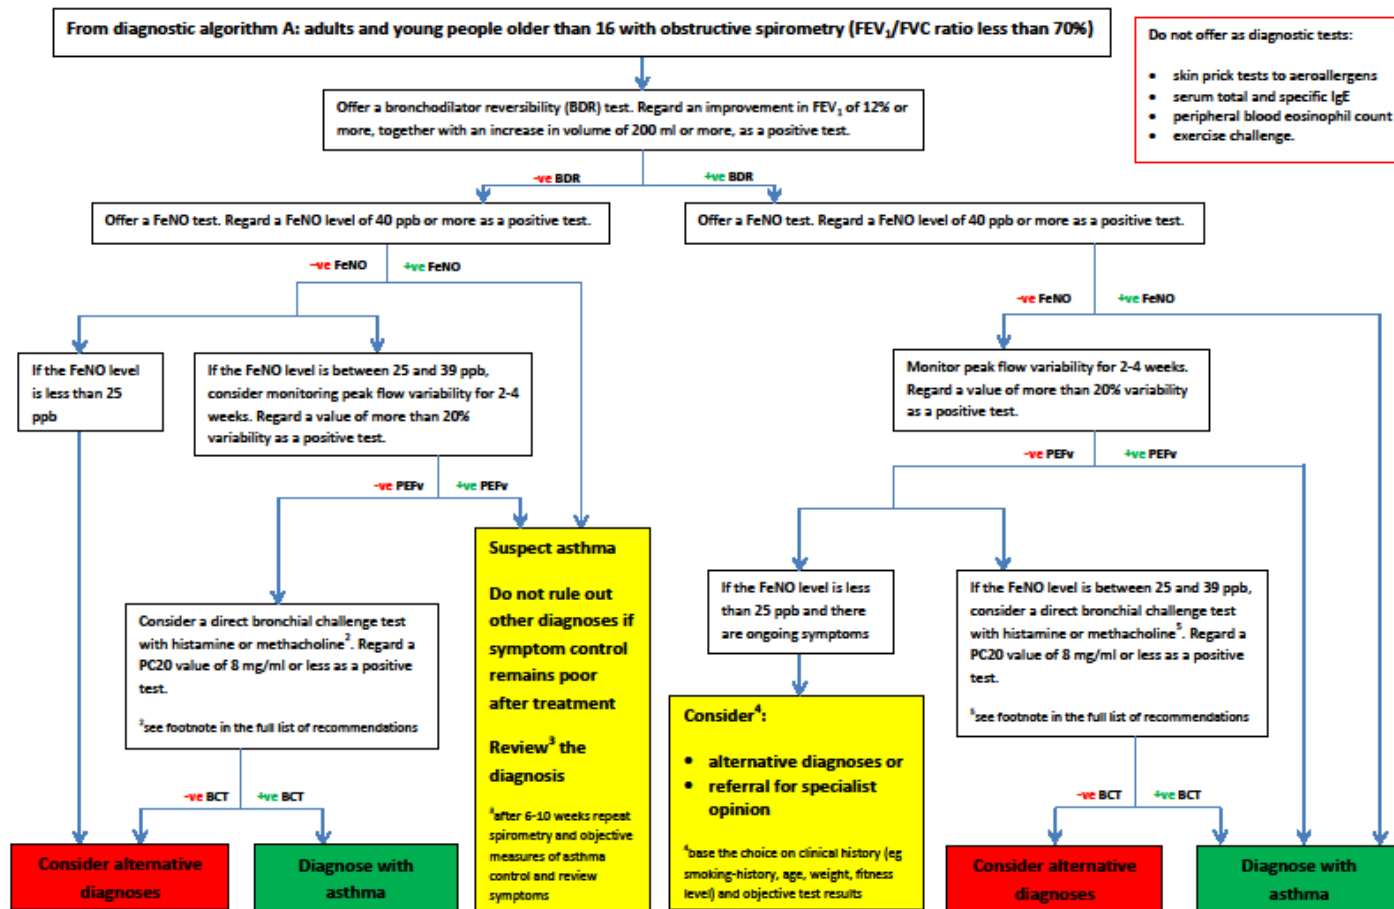 From diagnostic algorithm A: adults and young people older than 16 with obstructive spirometry (FEV1/FVC ratio less than 70%)
Do not offer as diagnostic tests:
• skin prick tests to aeroallergens
• serum total and specific IgE
• peripheral blood eosinophil count
• exercise challenge.
Offer a bronchodilator reversibility (BDR) test. Regard an improvement in FEV1 of 12% or
more, together with an increase in volume of 200 ml or more, as a positive test.
-ve BDR
+ve BDR
Offer a FeNO test. Regard a FeNO level of 40 ppb or more as a positive test.
Offer a FeNO test. Regard a FeNO level of 40 ppb or more as a positive test.
–ve FeNO
+ve FeNO
-ve FeNO
+ve FeNO
If the FeNO level
is less than 25
ppb
If the FeNO level is between 25 and 39 ppb,
consider monitoring peak flow variability for 2-4
weeks. Regard a value of more than 20%
variability as a positive test.
Monitor peak flow variability for 2-4 weeks.
Regard a value of more than 20% variability
as a positive test.
-ve PEFv
+ve PEFv
-ve PEFv
+ve PEFv
Suspect asthma
Do not rule out
other diagnoses if
symptom control
remains poor
after treatment
Review3 the
diagnosis
3after 6-10 weeks repeat
spirometry and objective
measures of asthma
control and review
symptoms
If the FeNO level is less
than 25 ppb and there
are ongoing symptoms
If the FeNO level is between 25 and 39 ppb,
consider a direct bronchial challenge test
with histamine or methacholine5. Regard a
PC20 value of 8 mg/ml or less as a positive
test.
5see footnote in the full list of recommendations
Consider a direct bronchial challenge test
with histamine or methacholine2. Regard a
PC20 value of 8 mg/ml or less as a positive
test.
2see footnote in the full list of recommendations
Consider4:
• alternative diagnoses or
• referral for specialist
opinion
4base the choice on clinical history (eg
smoking-history, age, weight, fitness
level) and objective test results
-ve BCT
+ve BCT
-ve BCT
+ve BCT
Consider alternative
diagnoses
Diagnose with
asthma
Consider alternative
diagnoses
Diagnose with
asthma